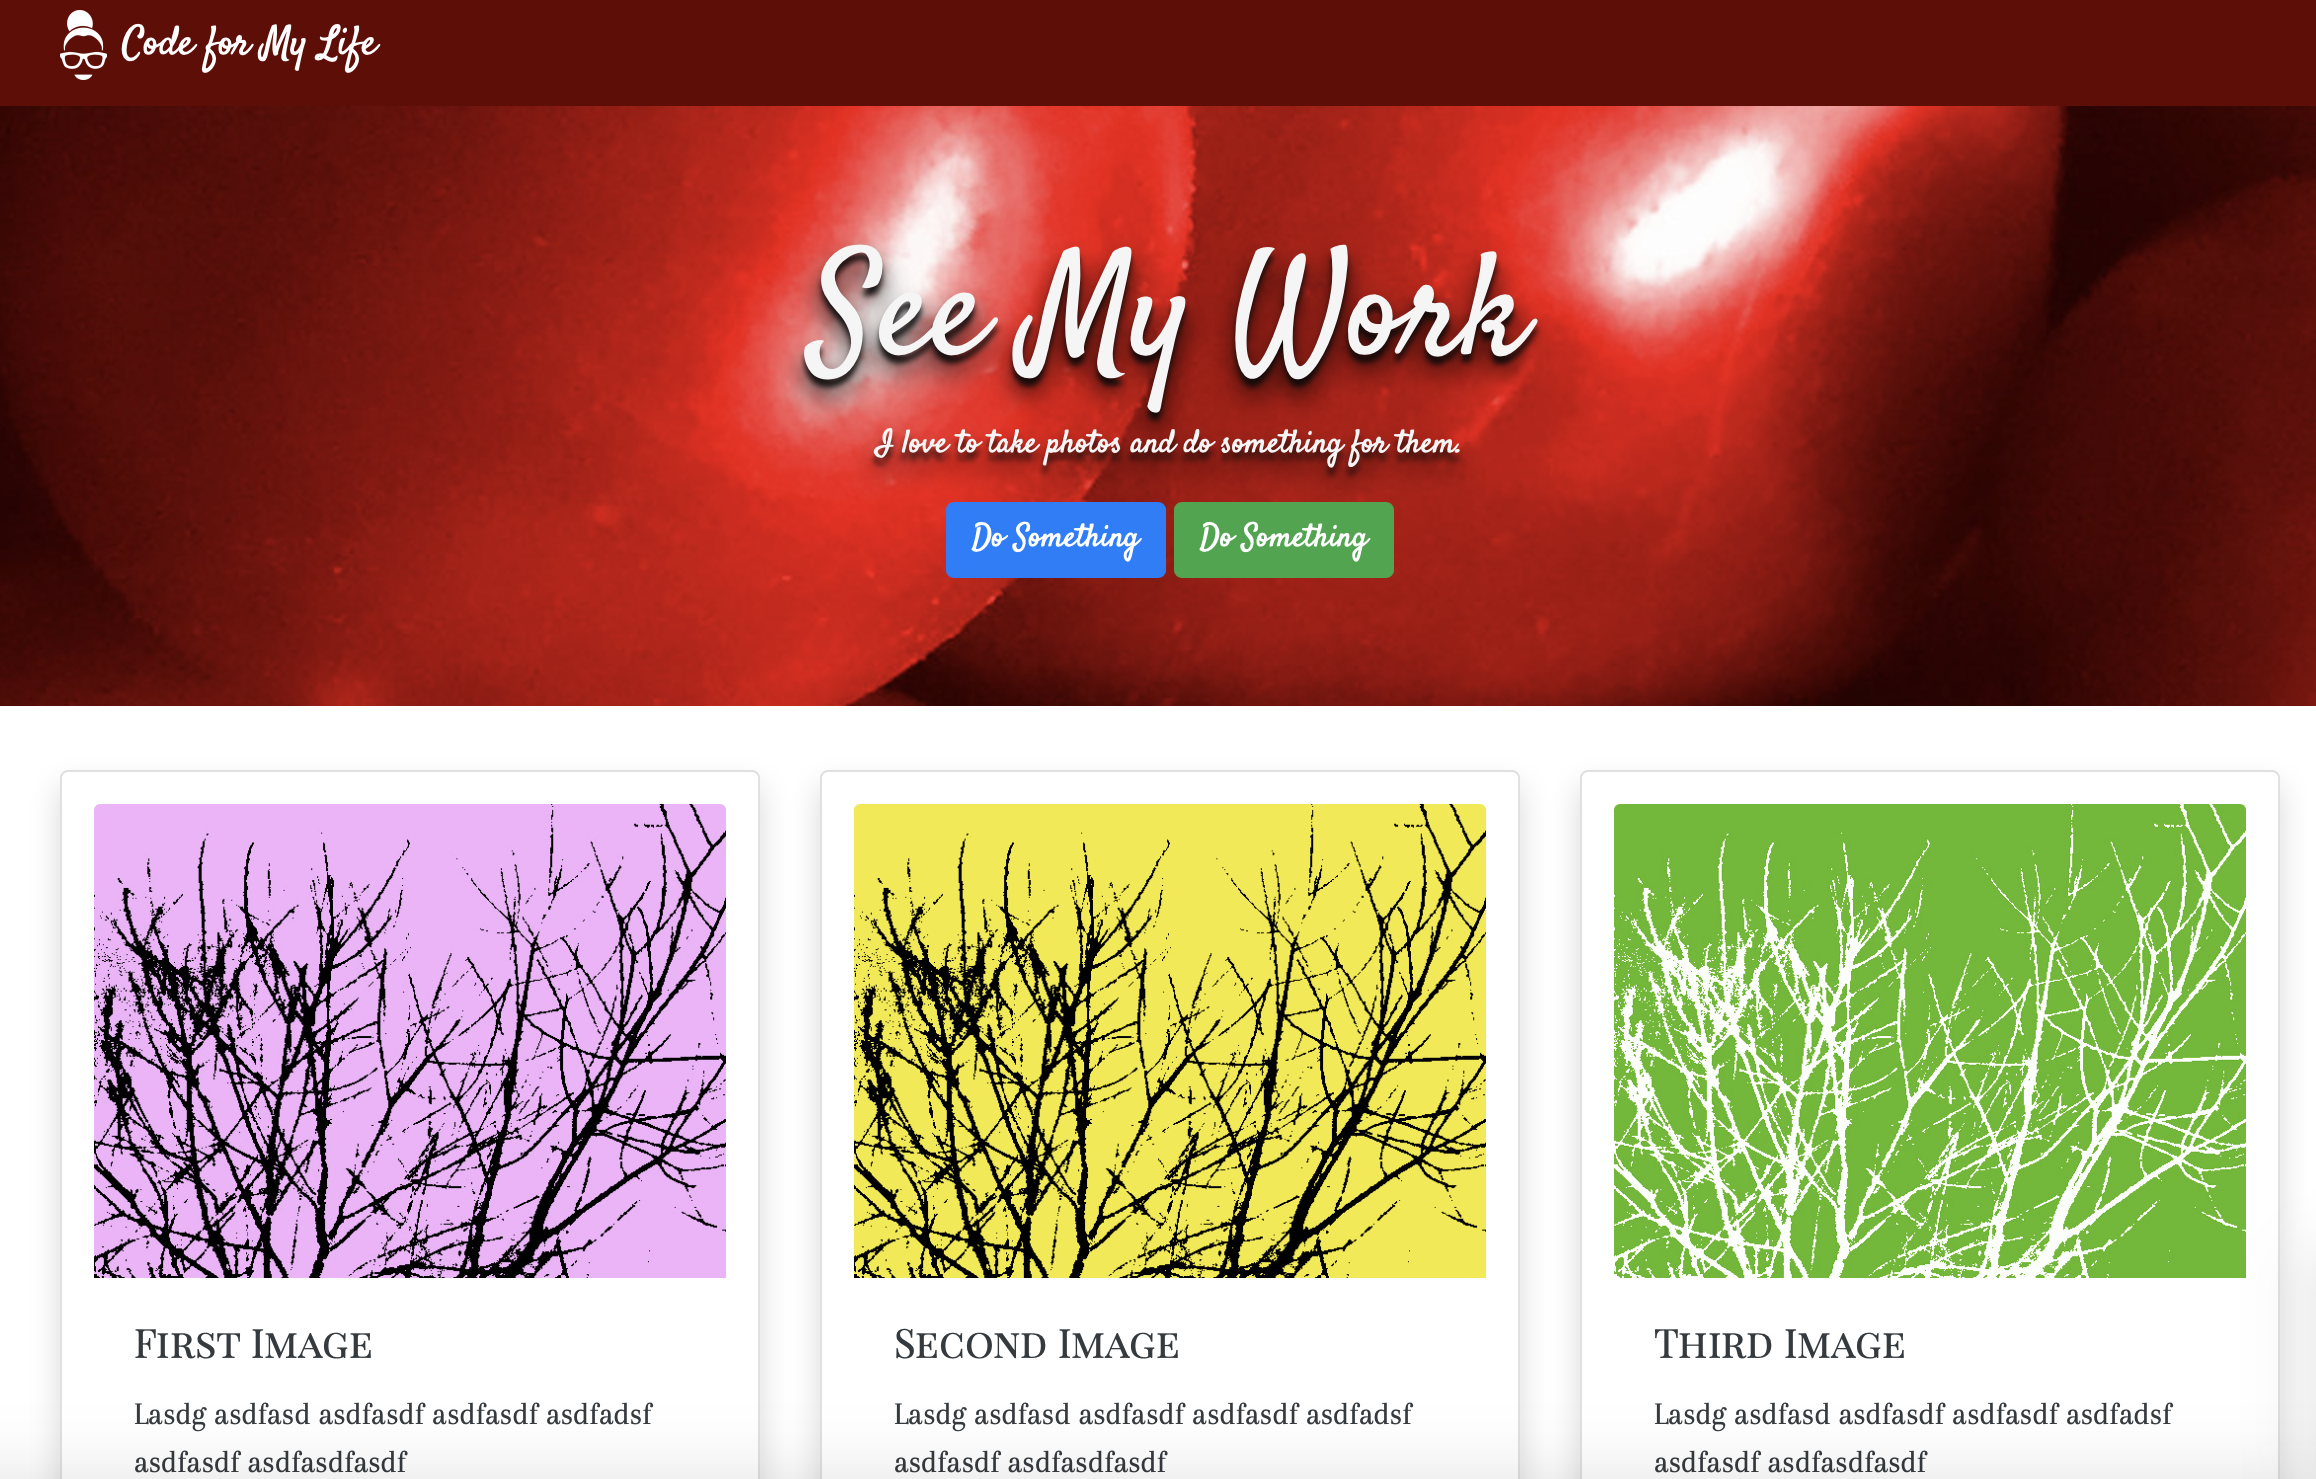 Code for My Life
See My Work
I love to take photos and do something for them.
Do Something
Do Something
First Image
Lasdg asdfasd asdfasdf asdfasdf asdfadsf
asdfasdf asdfasdfasdf
Second Image
Lasdg asdfasd asdfasdf asdfasdf asdfadsf
asdfasdf asdfasdfasdf
Third Image
Lasdg asdfasd asdfasdf asdfasdf asdfadsf
asdfasdf asdfasdfasdf